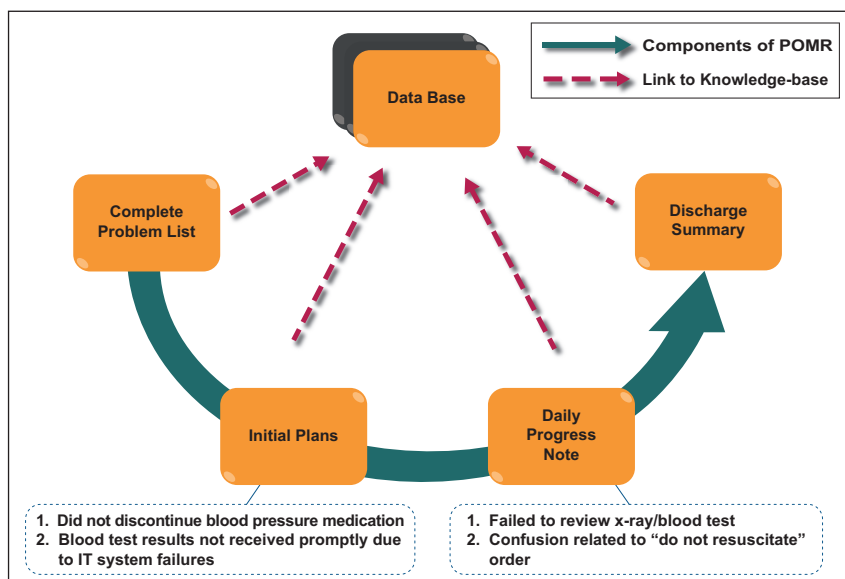 Components of POMR
Link to Knowledge-base
Data Base
Complete
Problem List
Discharge
Summary
Initial Plans
Daily
Progress
Note
1. Did not discontinue blood pressure medication
2. Blood test results not received promptly due
to IT system failures
1. Failed to review x-ray/blood test
2. Confusion related to “do not resuscitate”
order